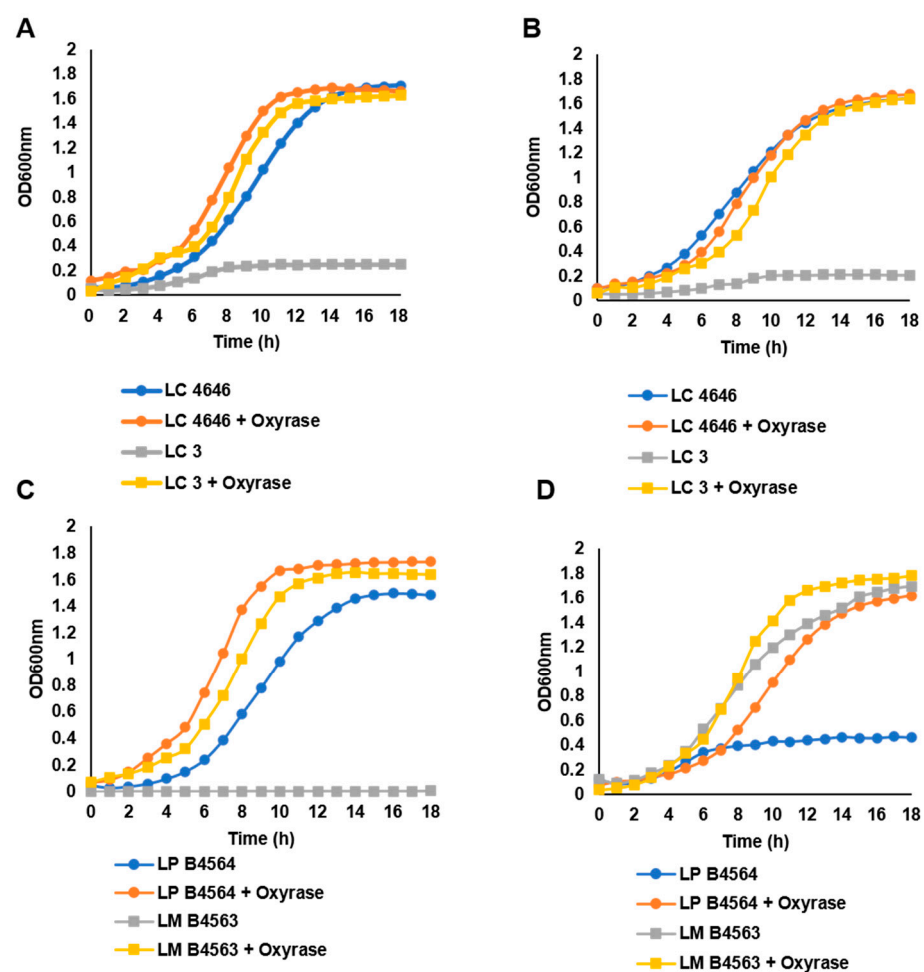 A
2
1.8
1.6
1.4
1.2
1
0.8
0.6
0.4
0.2
0
OD600nm
0 2 4 6 8 10 12 14 16 18
Time (h)
LC 4646
LC 4646 + Oxyrase
LC 3
LC 3 + Oxyrase
B
2
1.8
1.6
1.4
1.2
1
0.8
0.6
0.4
0.2
0
OD600nm
0 2 4 6 8 10 12 14 16 18
Time (h)
LC 4646
LC 4646 + Oxyrase
LC 3
LC 3 + Oxyrase
C
2
1.8
1.6
1.4
1.2
1
0.8
0.6
0.4
0.2
0
OD600nm
0 2 4 6 8 10 12 14 16 18
Time (h)
LP B4564
LP B4564 + Oxyrase
LM B4563
LM B4563 + Oxyrase
D
2
1.8
1.6
1.4
1.2
1
0.8
0.6
0.4
0.2
0
OD600nm
0 2 4 6 8 10 12 14 16 18
Time (h)
LP B4564
LP B4564 + Oxyrase
LM B4563
LM B4563 + Oxyrase